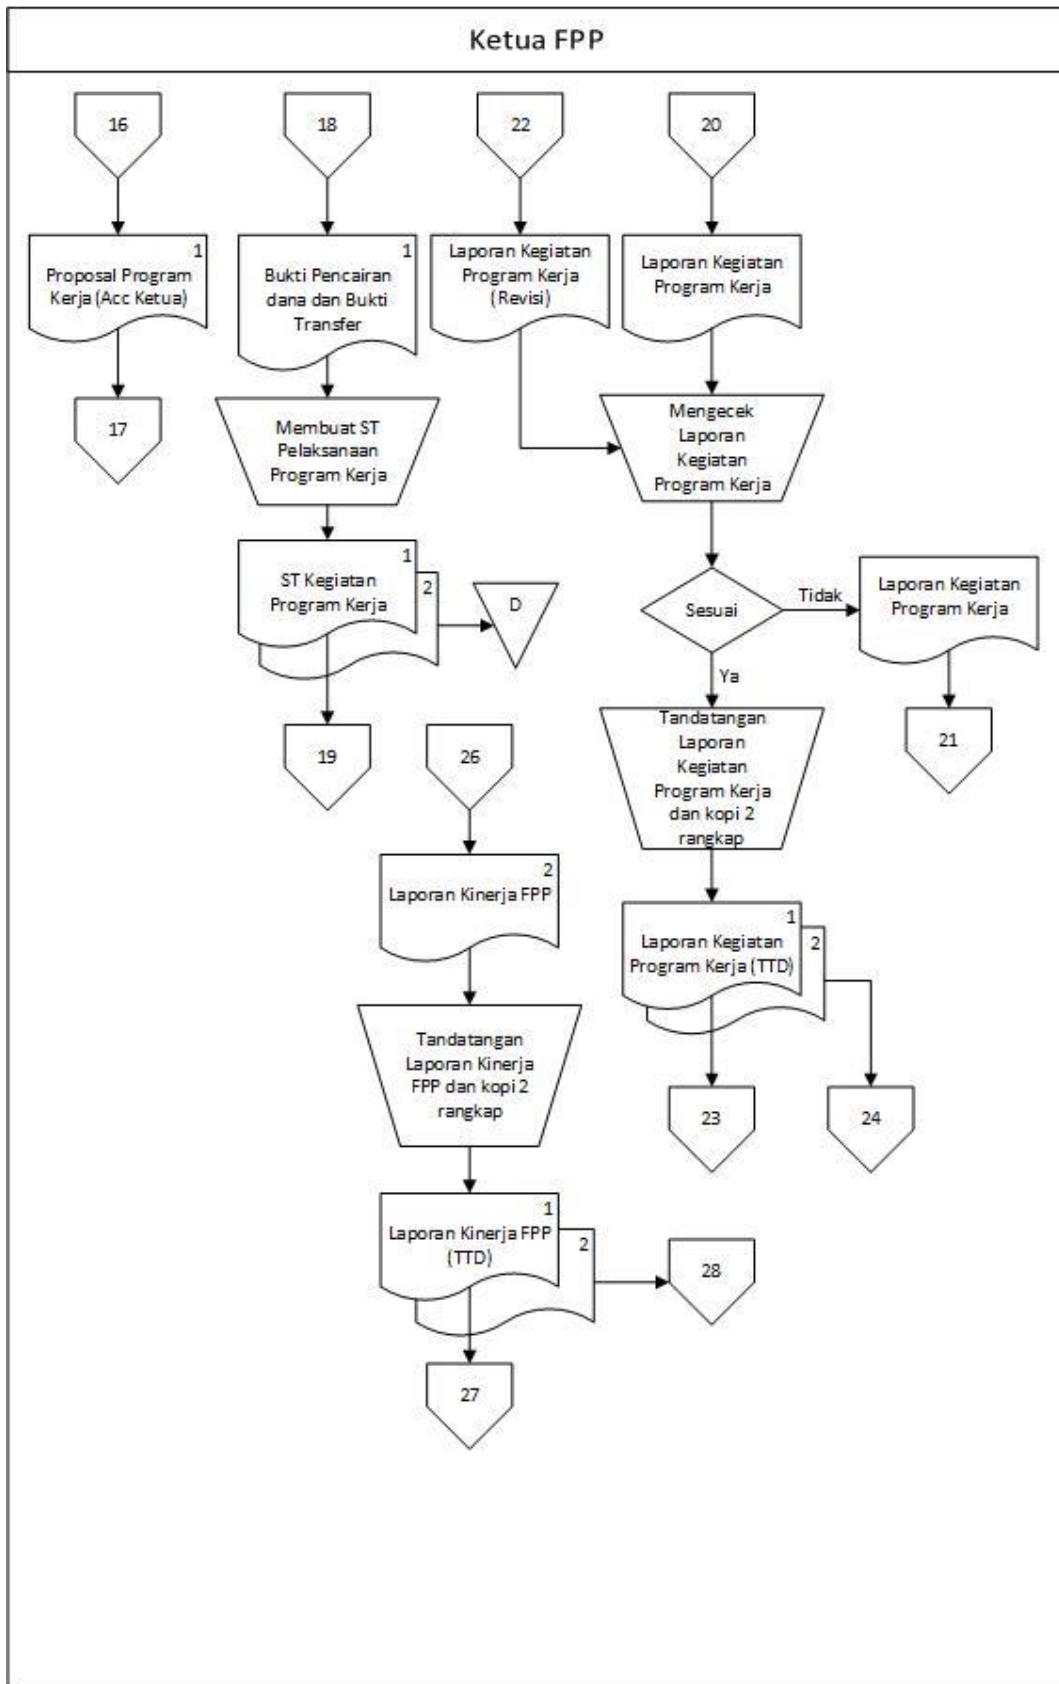 Ketua FPP
16
18
22
20
1
Proposal Program
Kerja (Acc Ketua)
1
Bukti Pencairan
dana dan Bukti
Transfer
Laporan Kegiatan
Program Kerja
(Revisi)
Laporan Kegiatan
Program Kerja
17
Membuat ST
Pelaksanaan
Program Kerja
Mengecek
Laporan
Kegiatan
Program Kerja
1
ST Kegiatan
Program Kerja
2
D
Sesuai
Tidak
Laporan Kegiatan
Program Kerja
Ya
19
26
Tandatangan
Laporan
Kegiatan
Program Kerja
dan kopi 2
rangkap
21
2
Laporan Kinerja FPP
1
Laporan Kegiatan
Program Kerja (TTD)
2
Tandatangan
Laporan Kinerja
FPP dan kopi 2
rangkap
23
24
1
Laporan Kinerja FPP
(TTD)
2
28
27